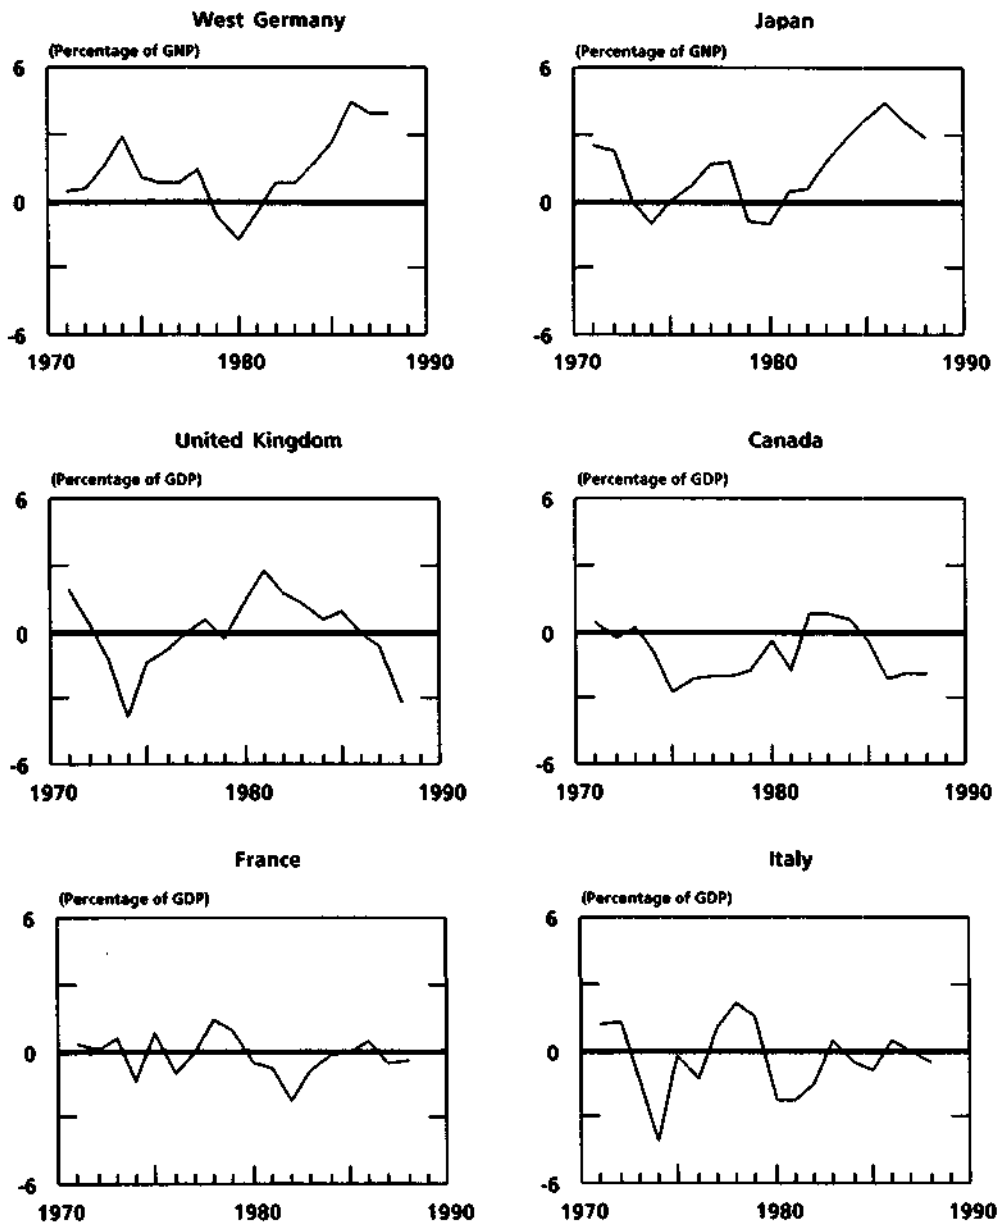 West Germany
(Percentage of GNP)
6
0
-6
1970 1980 1990
Japan
(Percentage of GNP)
6
0
-6
1970 1980 1990
United Kingdom
(Percentage of GDP)
6
0
-6
1970 1980 1990
Canada
(Percentage of GDP)
6
0
-6
1970 1980 1990
France
(Percentage of GDP)
6
0
-6
1970 1980 1990
Italy
(Percentage of GDP)
6
0
-6
1970 1980 1990